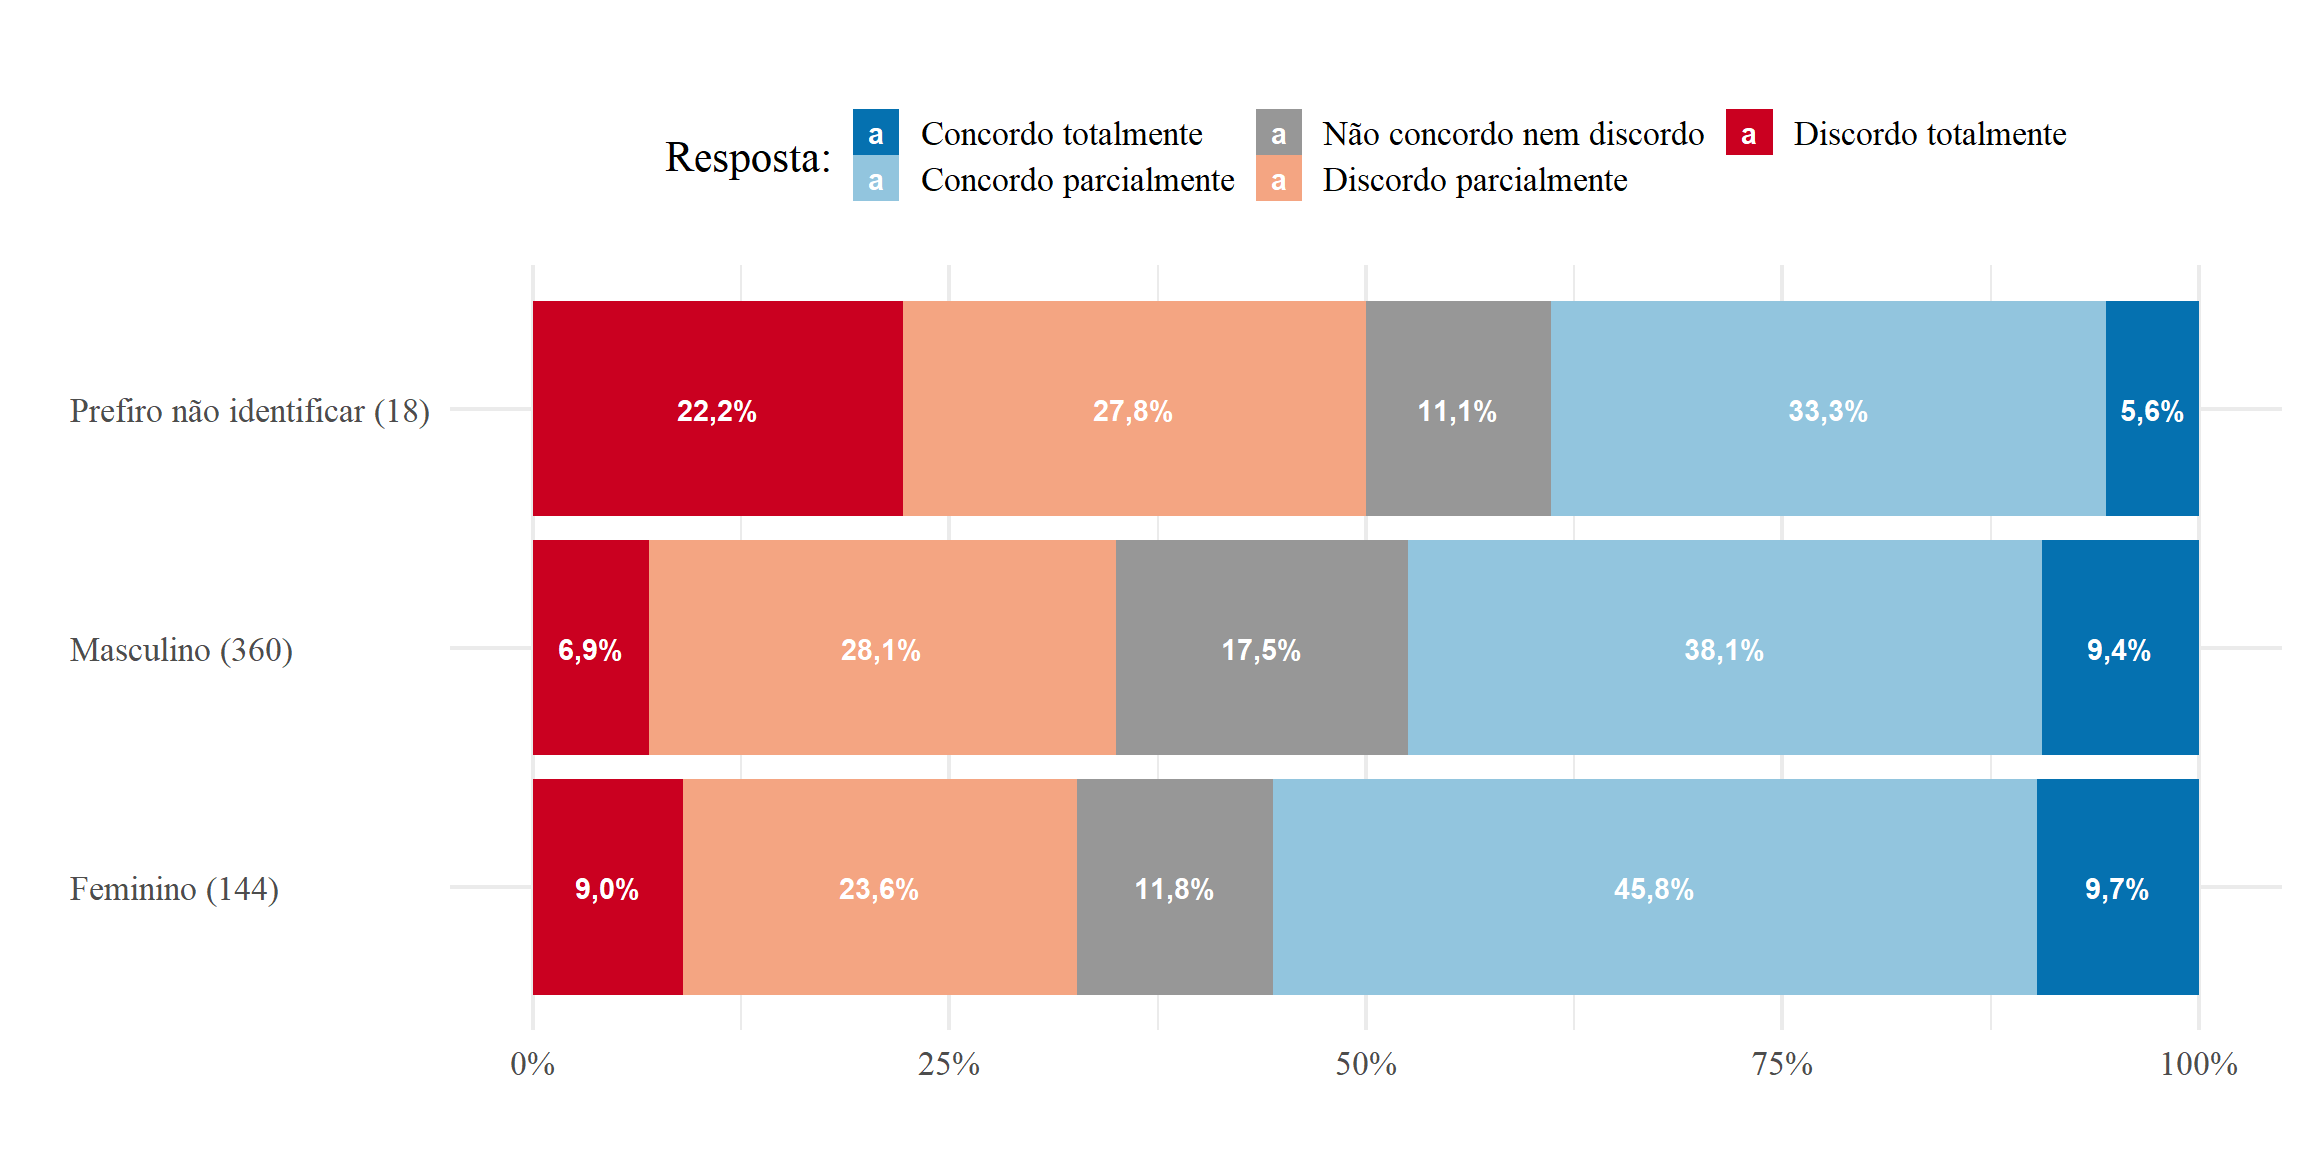 Resposta:
a Concordo totalmente a Não concordo nem discordo a Discordo totalmente
a Concordo parcialmente a Discordo parcialmente
Prefiro não identificar (18) 22,2% 27,8% 11,1% 33,3% 5,6%
Masculino (360) 6,9% 28,1% 17,5% 38,1% 9,4%
Feminino (144) 9,0% 23,6% 11,8% 45,8% 9,7%
0% 25% 50% 75% 100%